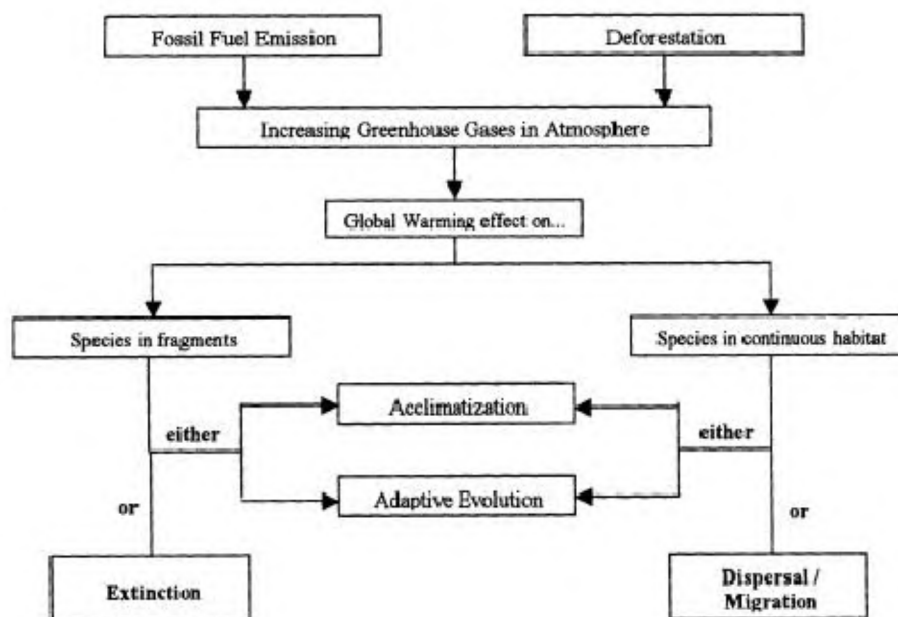 Fossil Fuel Emission
Deforestation
Increasing Greenhouse Gases in Atmosphere
Global Warming effect on...
Species in fragments
Species in continuous habitat
Acclimatization
either
either
Adaptive Evolution
or
or
Extinction
Dispersal /
Migration